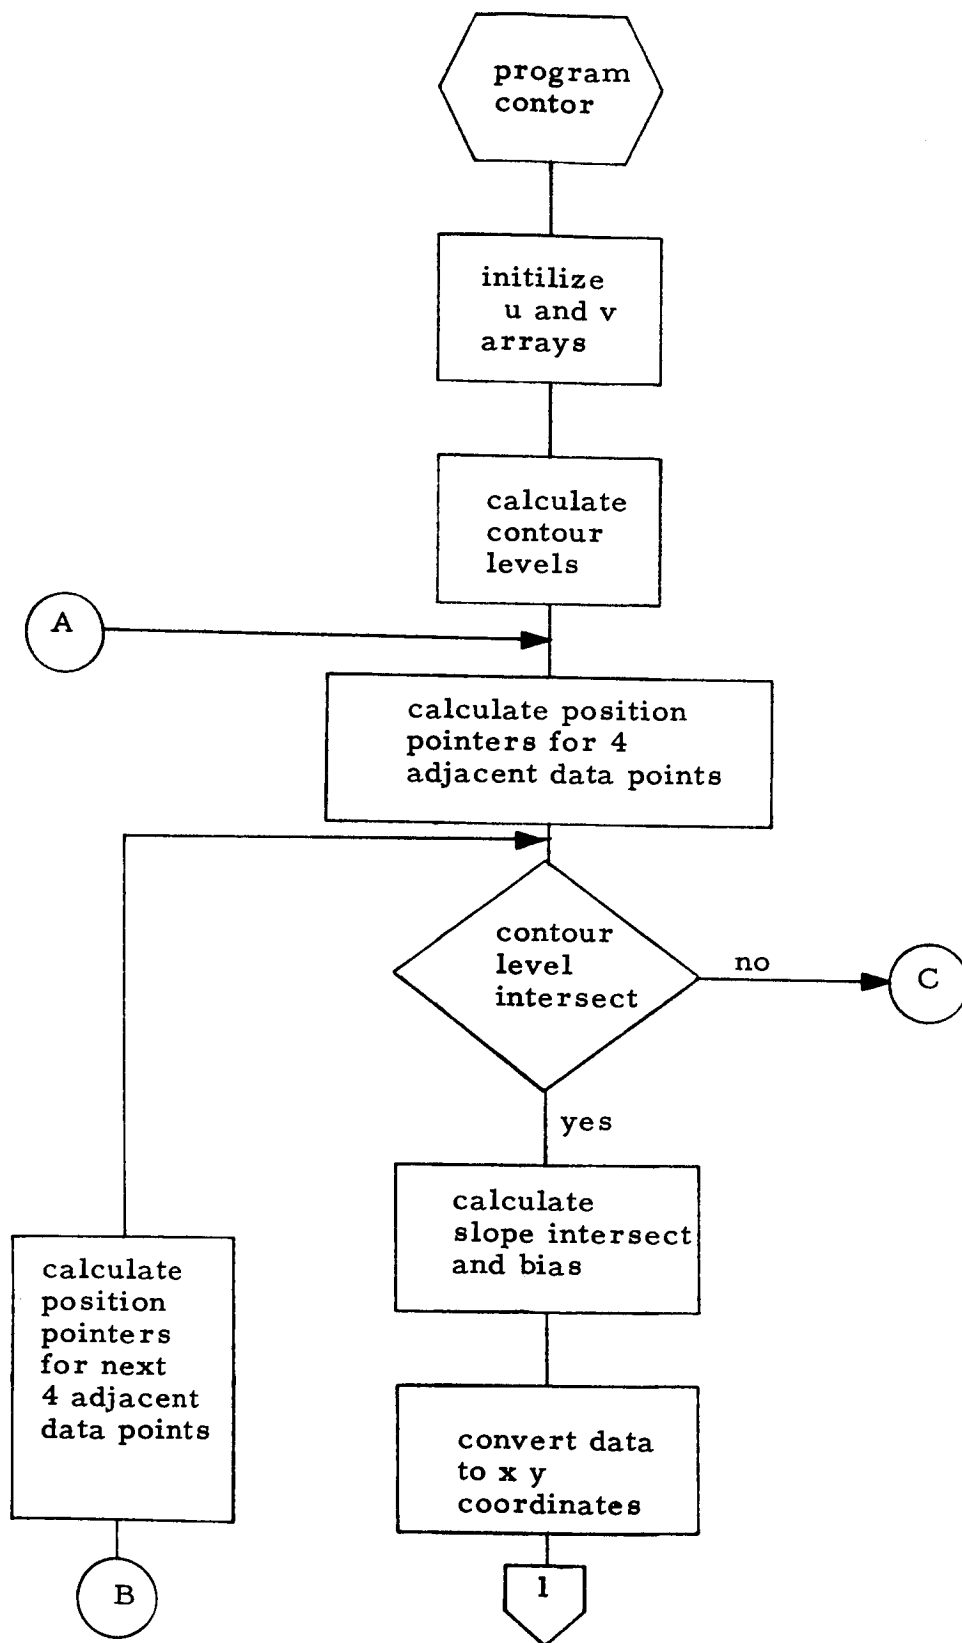 program
contor
initilize
u and v
arrays
calculate
contour
levels
A
calculate position
pointers for 4
adjacent data points
contour
level
intersect
no
C
yes
calculate
slope intersect
and bias
calculate
position
pointers
for next
4 adjacent
data points
convert data
to x y
coordinates
B
1